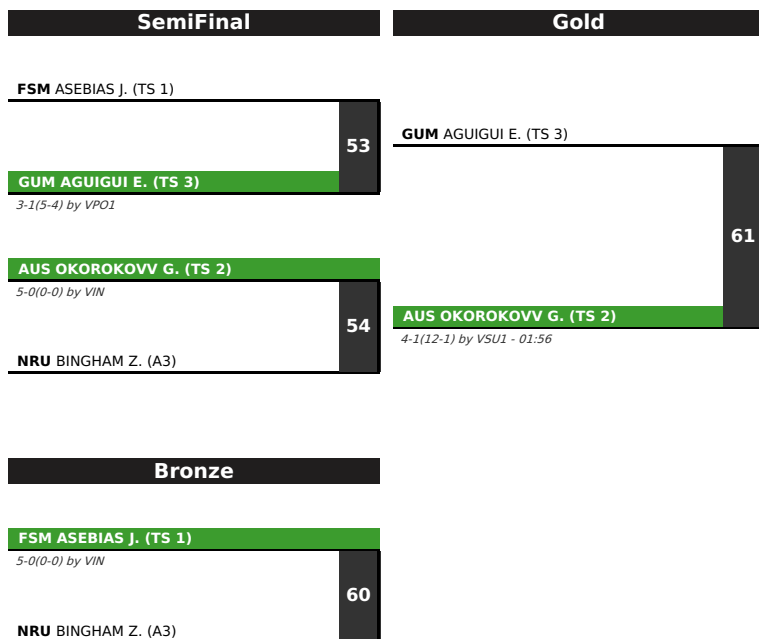 SemiFinal
FSM ASEBIAS J. (TS 1)
53
GUM AGUIGUI E. (TS 3)
3-1(5-4) by VPO1
AUS OKOROKOVV G. (TS 2)
5-0(0-0) by VIN
54
NRU BINGHAM Z. (A3)
Gold
GUM AGUIGUI E. (TS 3)
61
AUS OKOROKOVV G. (TS 2)
4-1(12-1) by VSU1 - 01:56
Bronze
FSM ASEBIAS J. (TS 1)
5-0(0-0) by VIN
60
NRU BINGHAM Z. (A3)